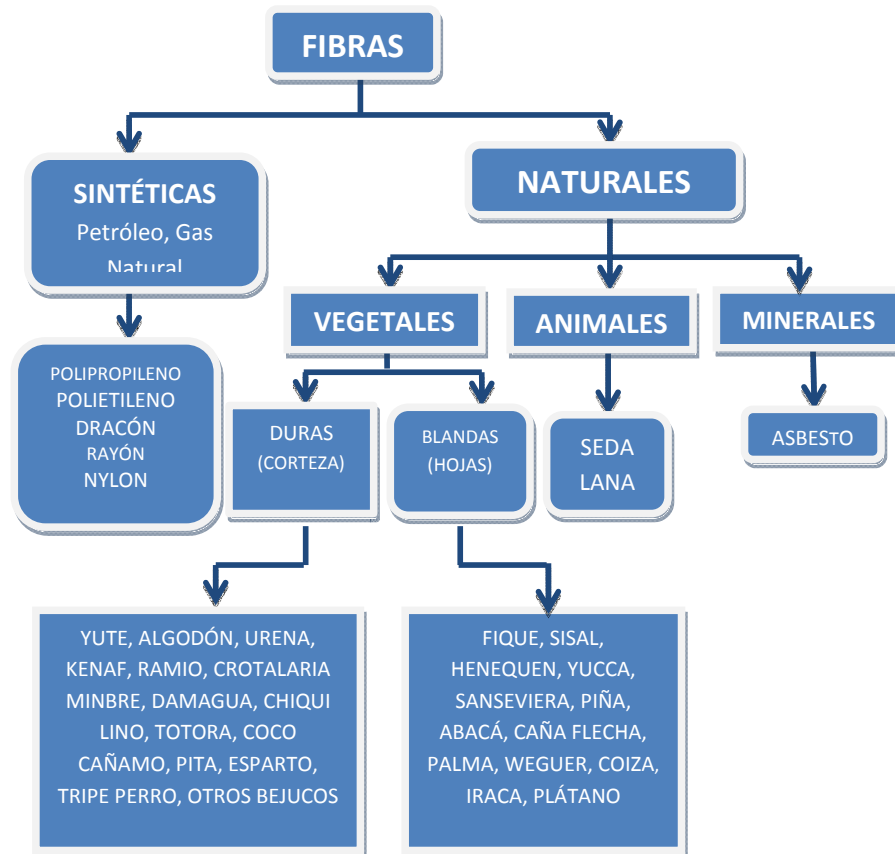 FIBRAS
SINTÉTICAS
Petróleo, Gas
Natural
NATURALES
VEGETALES
ANIMALES
MINERALES
POLIPROPILENO
POLIETILENO
DRACÓN
RAYÓN
NYLON
DURAS
(CORTEZA)
BLANDAS
(HOJAS)
SEDA
LANA
ASBESTO
YUTE, ALGODÓN, URENA,
KENAF, RAMIO, CROTALARIA
MINBRE, DAMAGUA, CHIQUI
LINO, TOTORA, COCO
CAÑAMO, PITA, ESPARTO,
TRIPE PERRO, OTROS BEJUCOS
FIQUE, SISAL,
HENEQUEN, YUCCA,
SANSEVIERA, PIÑA,
ABACÁ, CAÑA FLECHA,
PALMA, WEGUER, COIZA,
IRACA, PLÁTANO